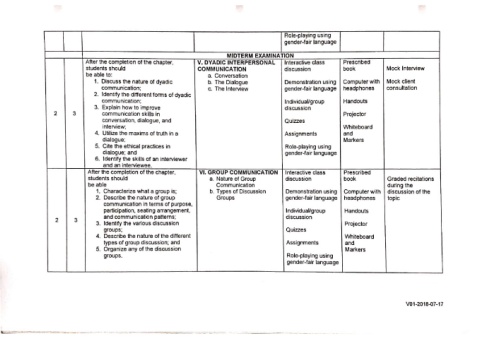 Role-playing using
gender-fair language
MIDTERM EXAMINATION
2
3
After the completion of the chapter,
students should
be able to:
1. Discuss the nature of dyadic
communication;
2. Identify the different forms of dyadic
communication;
3. Explain how to improve
communication skills in
conversation, dialogue, and
interview;
4. Utilize the maxims of truth in a
dialogue;
5. Cite the ethical practices in
dialogue; and
6. Identify the skills of an interviewer
and an interviewee.
V. DYADIC INTERPERSONAL
COMMUNICATION
a. Conversation
b. The Dialogue
c. The Interview
Interactive class
discussion
Demonstration using
gender-fair language
Individual/group
discussion
Quizzes
Assignments
Role-playing using
gender-fair language
Prescribed
book
Computer with
headphones
Handouts
Projector
Whiteboard
and
Markers
Mock Interview
Mock client
consultation
2
3
After the completion of the chapter,
students should
be able
1. Characterize what a group is;
2. Describe the nature of group
communication in terms of purpose,
participation, seating arrangement,
and communication patterns;
3. Identify the various discussion
groups;
4. Describe the nature of the different
types of group discussion; and
5. Organize any of the discussion
groups.
VI. GROUP COMMUNICATION
a. Nature of Group
Communication
b. Types of Discussion
Groups
Interactive class
discussion
Demonstration using
gender-fair language
Individual/group
discussion
Quizzes
Assignments
Role-playing using
gender-fair language
Prescribed
book
Computer with
headphones
Handouts
Projector
Whiteboard
and
Markers
Graded recitations
during the
discussion of the
topic
V01-2016-07-17